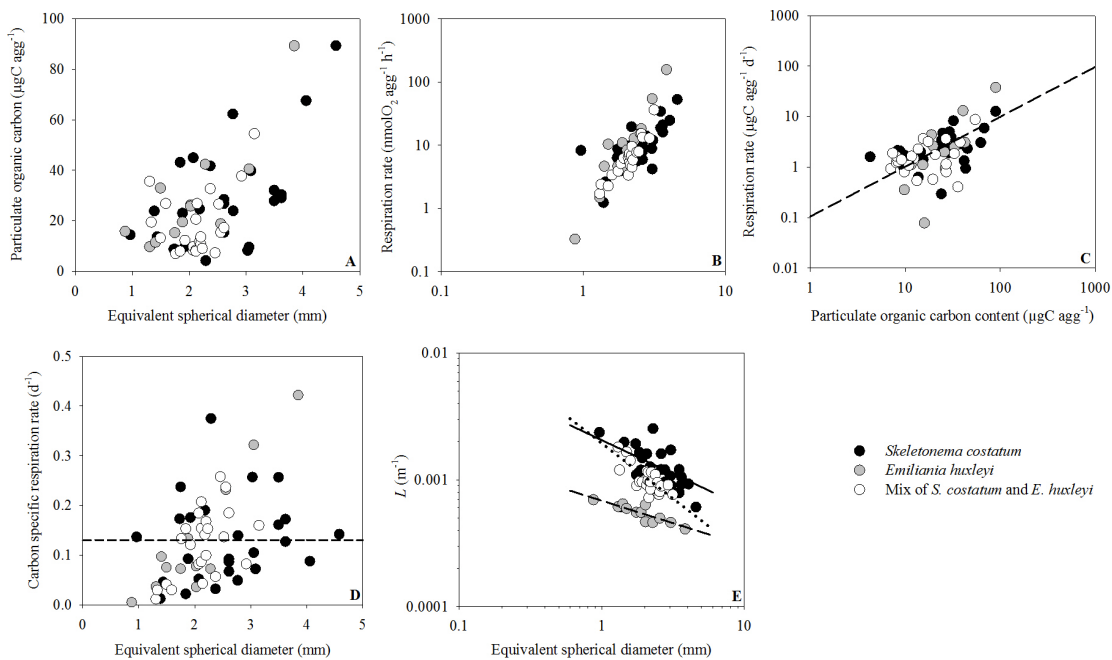 Particulate organic carbon (µgC agg⁻¹)
100
80
60
40
20
0
0
1
2
3
4
5
Equivalent spherical diameter (mm)
A
Respiration rate (nmolO₂ agg⁻¹ h⁻¹)
1000
100
10
1
0.1
0.1
1
10
B
Respiration rate (µgC agg⁻¹ d⁻¹)
1000
100
10
1
0.1
0.01
1
10
100
1000
Particulate organic carbon content (µgC agg⁻¹)
C
Carbon specific respiration rate (d⁻¹)
0.5
0.4
0.3
0.2
0.1
0.0
0
1
2
3
4
5
Equivalent spherical diameter (mm)
D
L (m⁻¹)
0.01
0.001
0.0001
0.1
1
10
Equivalent spherical diameter (mm)
E
Skeletonema costatum
Emiliania huxleyi
Mix of S. costatum and E. huxleyi